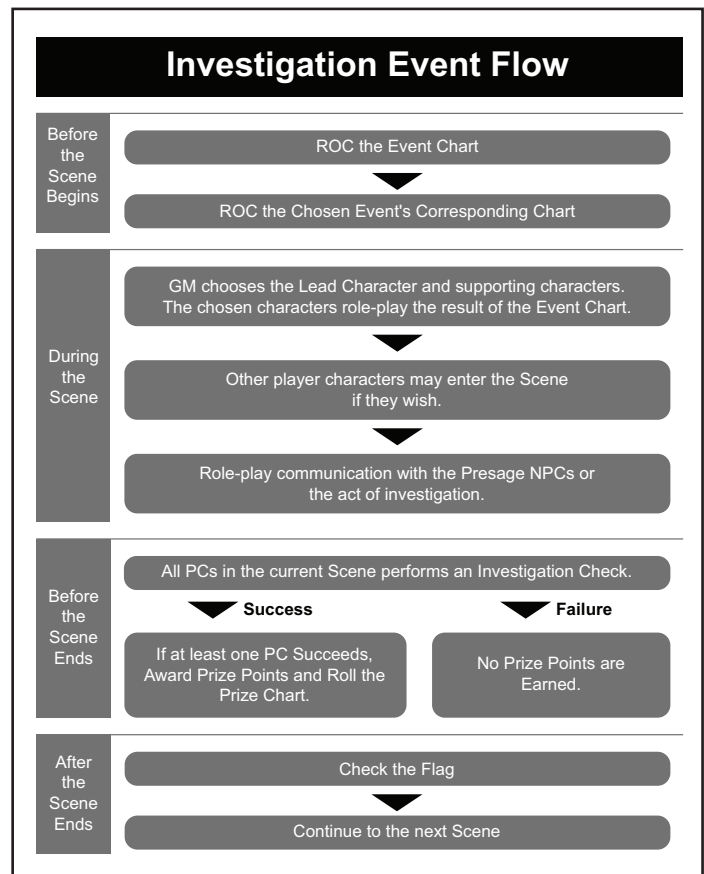 Investigation Event Flow
Before
the
Scene
Begins
ROC the Event Chart
ROC the Chosen Event's Corresponding Chart
During
the
Scene
GM chooses the Lead Character and supporting characters.
The chosen characters role-play the result of the Event Chart.
Other player characters may enter the Scene
if they wish.
Role-play communication with the Presage NPCs or
the act of investigation.
Before
the
Scene
Ends
All PCs in the current Scene performs an Investigation Check.
Success
Failure
If at least one PC Succeeds,
Award Prize Points and Roll the
Prize Chart.
No Prize Points are
Earned.
After
the
Scene
Ends
Check the Flag
Continue to the next Scene